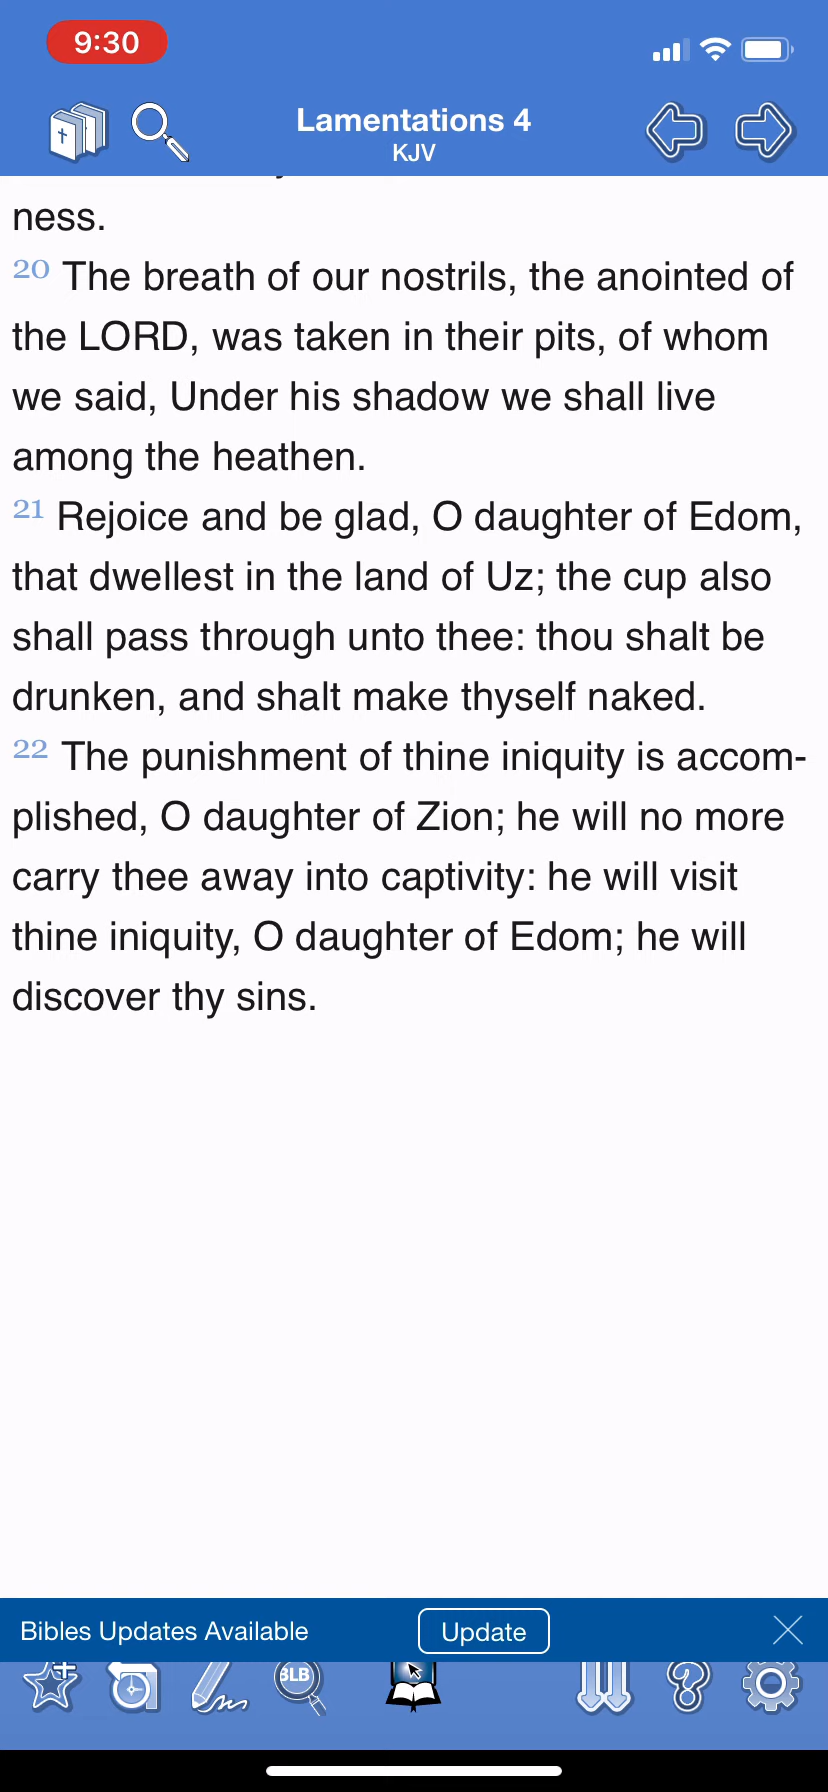 9:30
Lamentations 4
KJV
ness.
20 The breath of our nostrils, the anointed of
the LORD, was taken in their pits, of whom
we said, Under his shadow we shall live
among the heathen.
21 Rejoice and be glad, O daughter of Edom,
that dwellest in the land of Uz; the cup also
shall pass through unto thee: thou shalt be
drunken, and shalt make thyself naked.
22 The punishment of thine iniquity is accom-
plished, O daughter of Zion; he will no more
carry thee away into captivity: he will visit
thine iniquity, O daughter of Edom; he will
discover thy sins.
Bibles Updates Available
Update
BLB